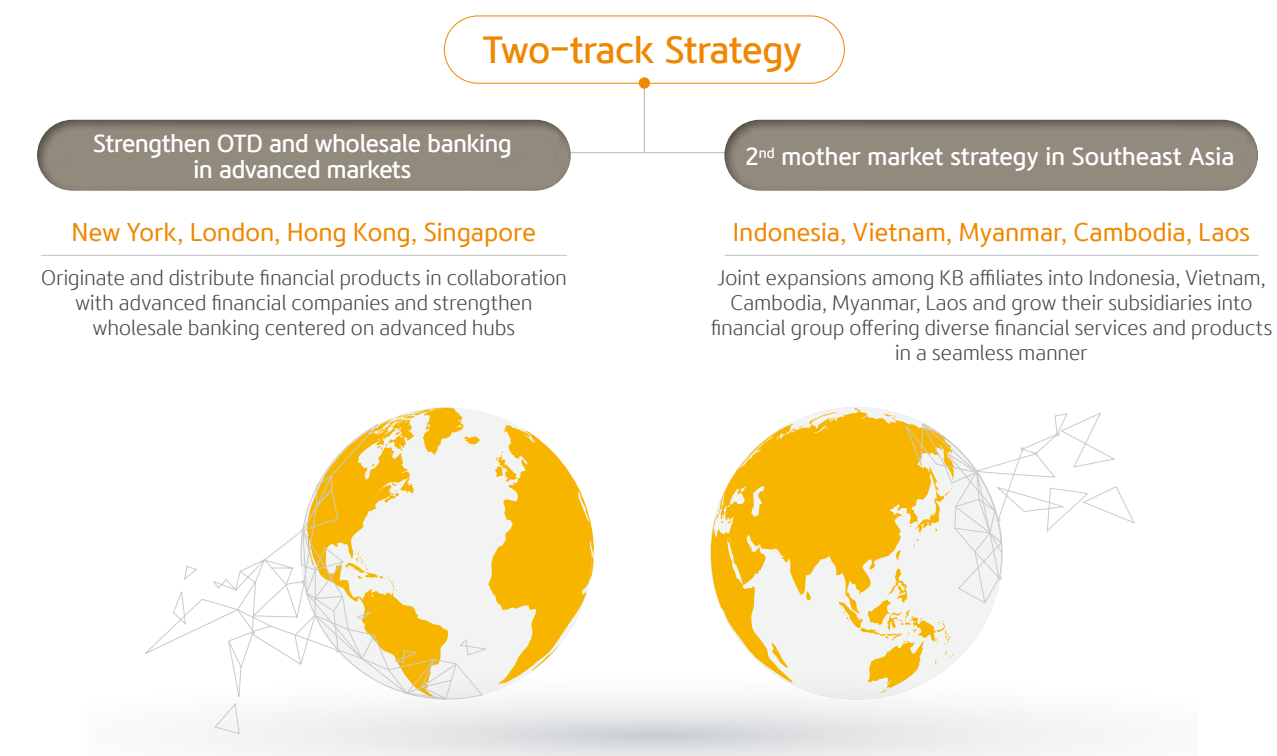 Two-track Strategy
Strengthen OTD and wholesale banking
in advanced markets
New York, London, Hong Kong, Singapore
Originate and distribute financial products in collaboration
with advanced financial companies and strengthen
wholesale banking centered on advanced hubs
2nd mother market strategy in Southeast Asia
Indonesia, Vietnam, Myanmar, Cambodia, Laos
Joint expansions among KB affiliates into Indonesia, Vietnam,
Cambodia, Myanmar, Laos and grow their subsidiaries into
financial group offering diverse financial services and products
in a seamless manner